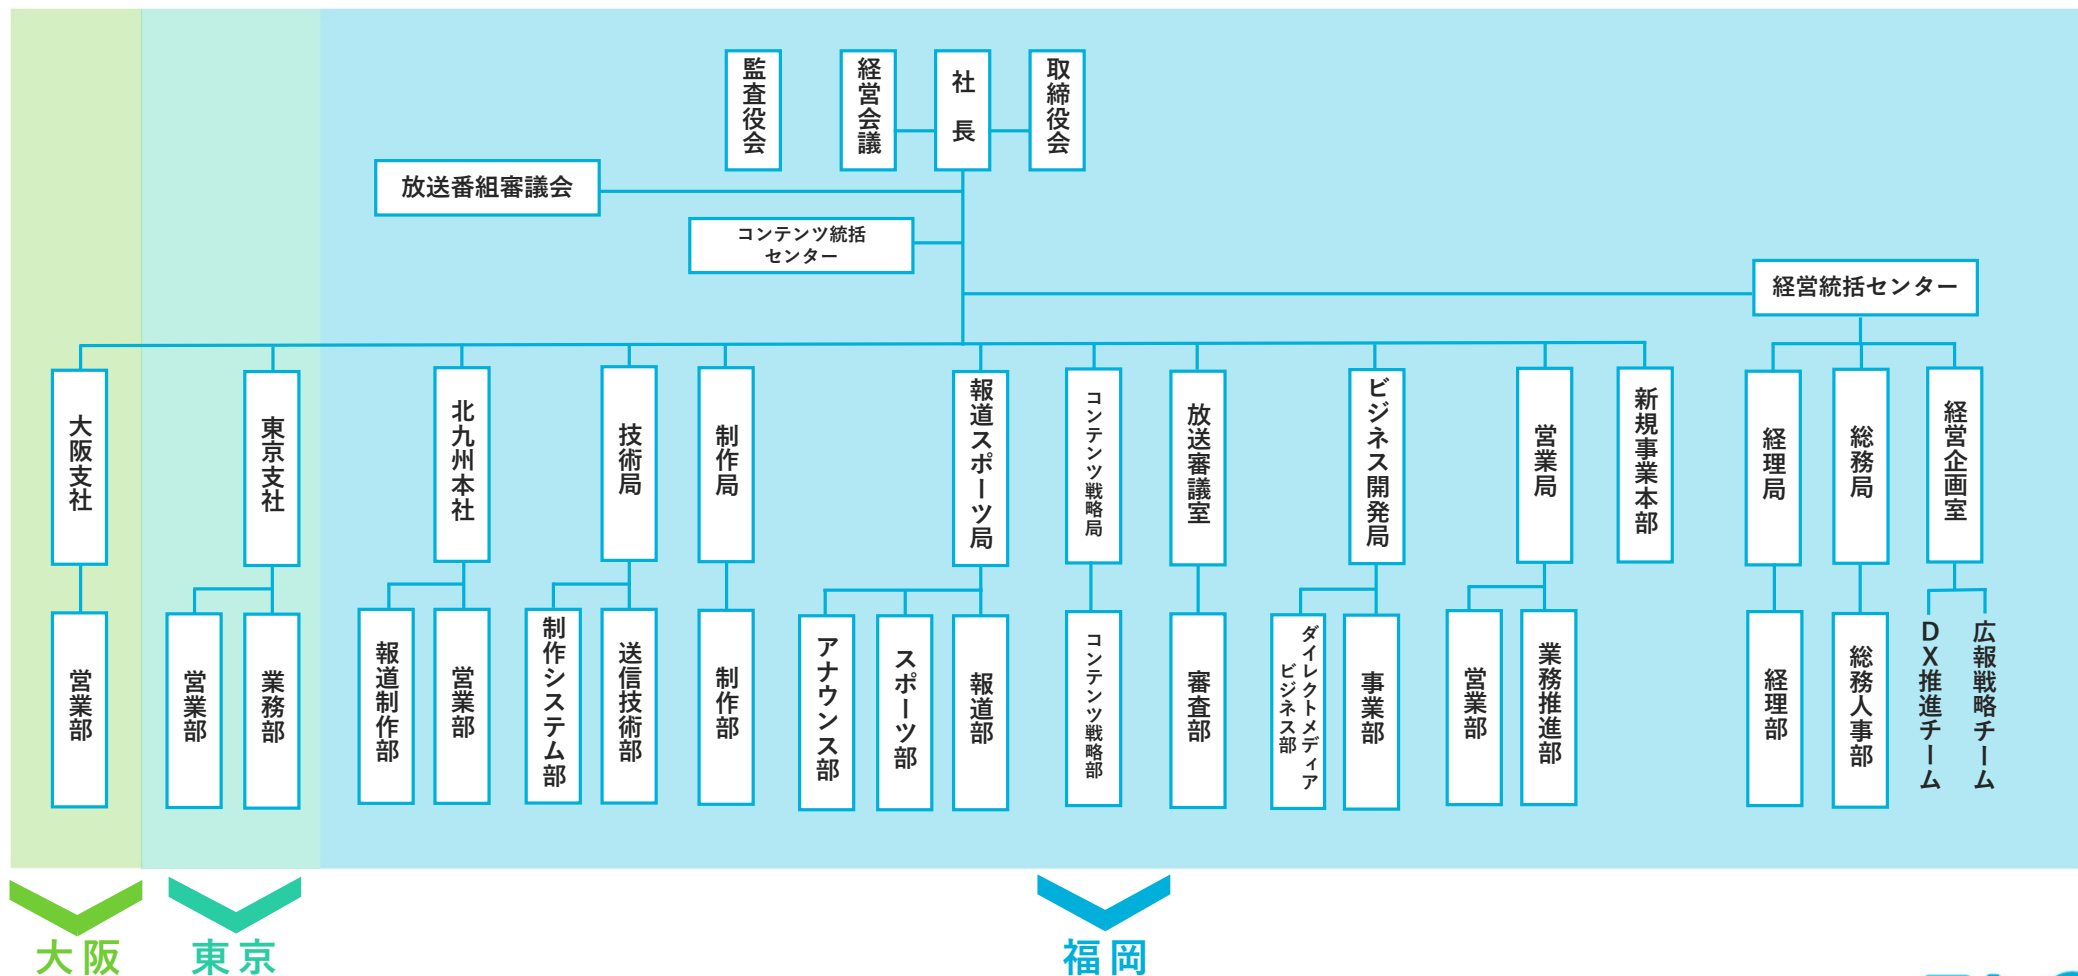 監査役会
経営会議
社長
取締役会
放送番組審議会
コンテンツ統括
センター
経営統括センター
大阪支社
東京支社
北九州本社
技術局
制作局
報道スポーツ局
コンテンツ戦略局
放送審議室
ビジネス開発局
営業局
新規事業本部
経理局
総務局
経営企画室
営業部
営業部
業務部
報道制作部
営業部
制作システム部
送信技術部
制作部
アナウンス部
スポーツ部
報道部
コンテンツ戦略部
審査部
ダイレクトメディア
ビジネス部
事業部
営業部
業務推進部
経理部
総務人事部
DX推進チーム
広報戦略チーム
大阪
東京
福岡